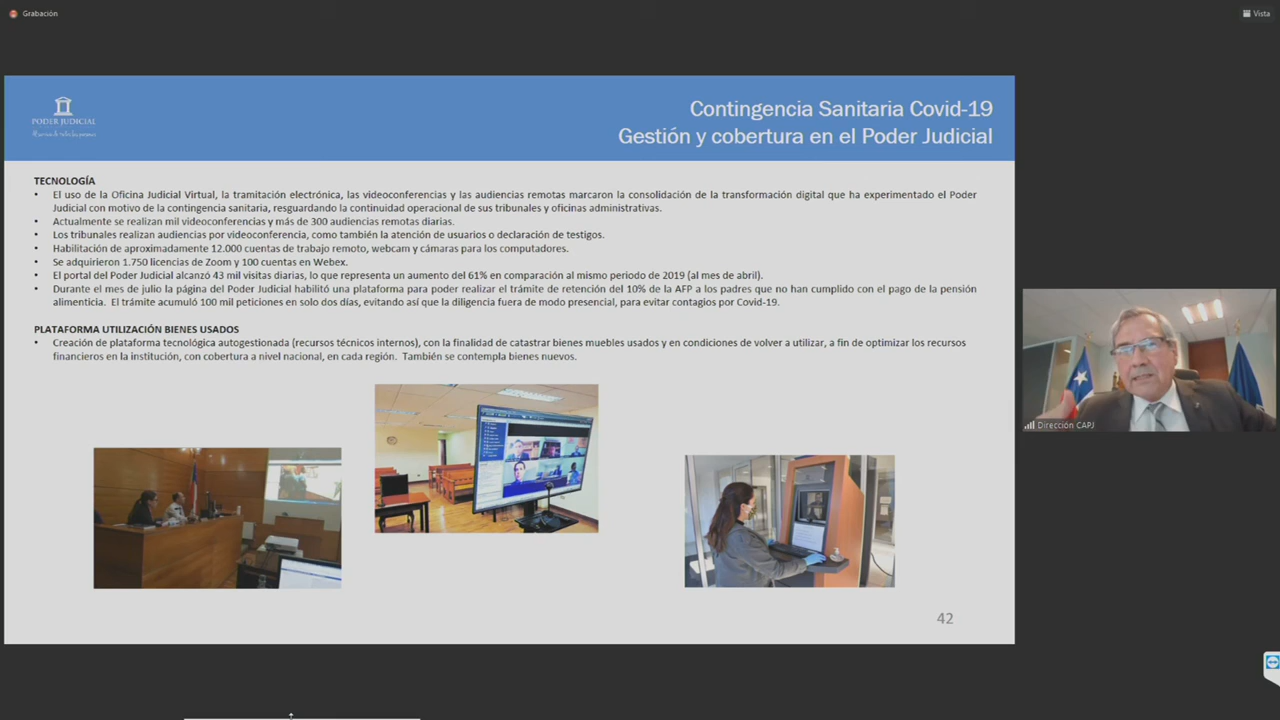 Grabación
Vista
PODER JUDICIAL
Contingencia Sanitaria Covid-19
Gestión y cobertura en el Poder Judicial
TECNOLOGÍA
• El uso de la Oficina Judicial Virtual, la tramitación electrónica, las videoconferencias y las audiencias remotas marcaron la consolidación de la transformación digital que ha experimentado el Poder
Judicial con motivo de la contingencia sanitaria, resguardando la continuidad operacional de sus tribunales y oficinas administrativas.
• Actualmente se realizan mil videoconferencias y más de 300 audiencias remotas diarias.
• Los tribunales realizan audiencias por videoconferencia, como también la atención de usuarios o declaración de testigos.
• Habilitación de aproximadamente 12.000 cuentas de trabajo remoto, webcam y cámaras para los computadores.
• Se adquirieron 1.750 licencias de Zoom y 100 cuentas en Webex.
• El portal del Poder Judicial alcanzó 43 mil visitas diarias, lo que representa un aumento del 61% en comparación al mismo periodo de 2019 (al mes de abril).
• Durante el mes de julio la página del Poder Judicial habilitó una plataforma para poder realizar el trámite de retención del 10% de la AFP a los padres que no han cumplido con el pago de la pensión
alimenticia. El trámite acumuló 100 mil peticiones en solo dos días, evitando así que la diligencia fuera de modo presencial, para evitar contagios por Covid-19.
PLATAFORMA UTILIZACIÓN BIENES USADOS
• Creación de plataforma tecnológica autogestionada (recursos técnicos internos), con la finalidad de catastrar bienes muebles usados y en condiciones de volver a utilizar, a fin de optimizar los recursos
financieros en la institución, con cobertura a nivel nacional, en cada región. También se contempla bienes nuevos.
Dirección CAPJ
42